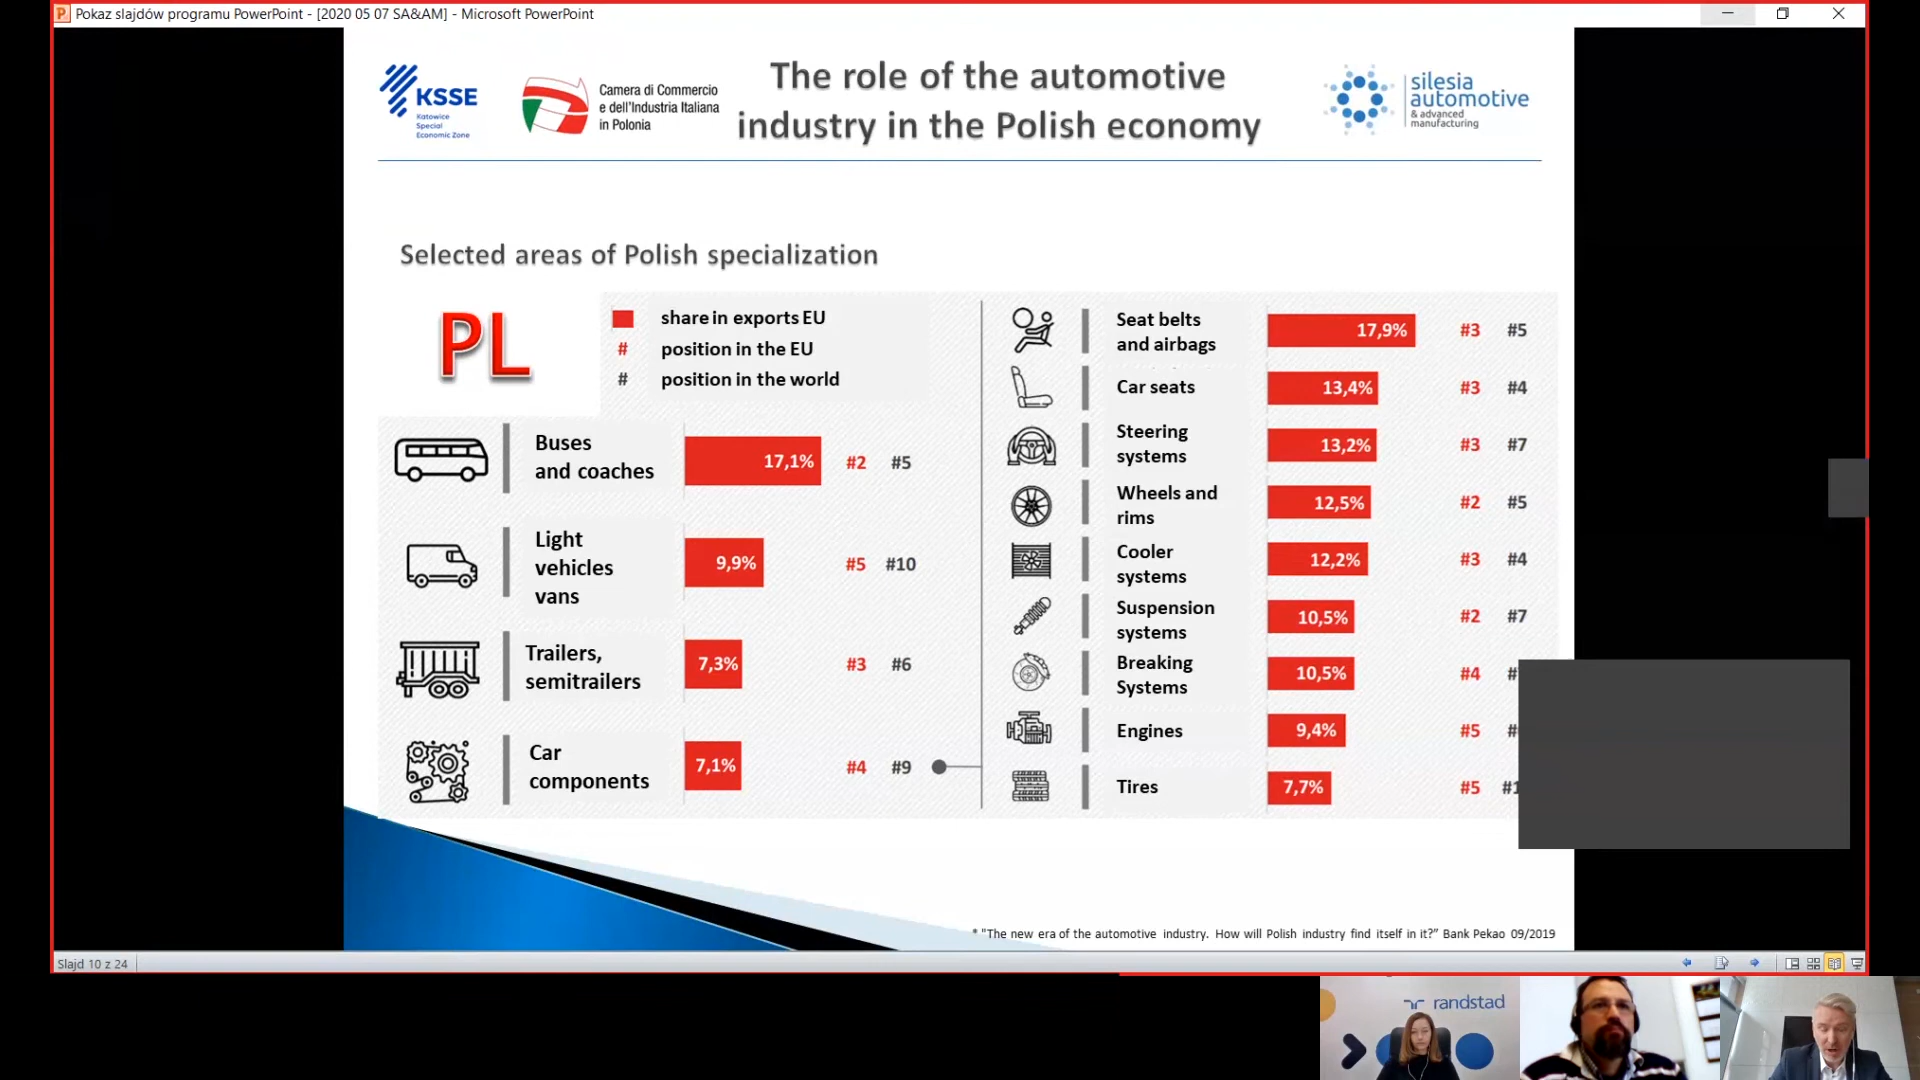 Pokaz slajdów programu PowerPoint - [2020 05 07 SA&AM] - Microsoft PowerPoint
KSSE
Katowice
Special
Economic Zone
Camera di Commercio
e dell'Industria Italiana
in Polonia
The role of the automotive
industry in the Polish economy
silesia
automotive
& advanced
manufacturing
Selected areas of Polish specialization
PL
share in exports EU
# position in the EU
# position in the world
Buses
and coaches
17,1% #2 #5
Light
vehicles
vans
9,9% #5 #10
Trailers,
semitrailers
7,3% #3 #6
Car
components
7,1% #4 #9
Seat belts
and airbags
17,9% #3 #5
Car seats
13,4% #3 #4
Steering
systems
13,2% #3 #7
Wheels and
rims
12,5% #2 #5
Cooler
systems
12,2% #3 #4
Suspension
systems
10,5% #2 #7
Breaking
Systems
10,5% #4
Engines
9,4% #5
Tires
7,7% #5
* "The new era of the automotive industry. How will Polish industry find itself in it?” Bank Pekao 09/2019
Slajd 10 z 24
randstad